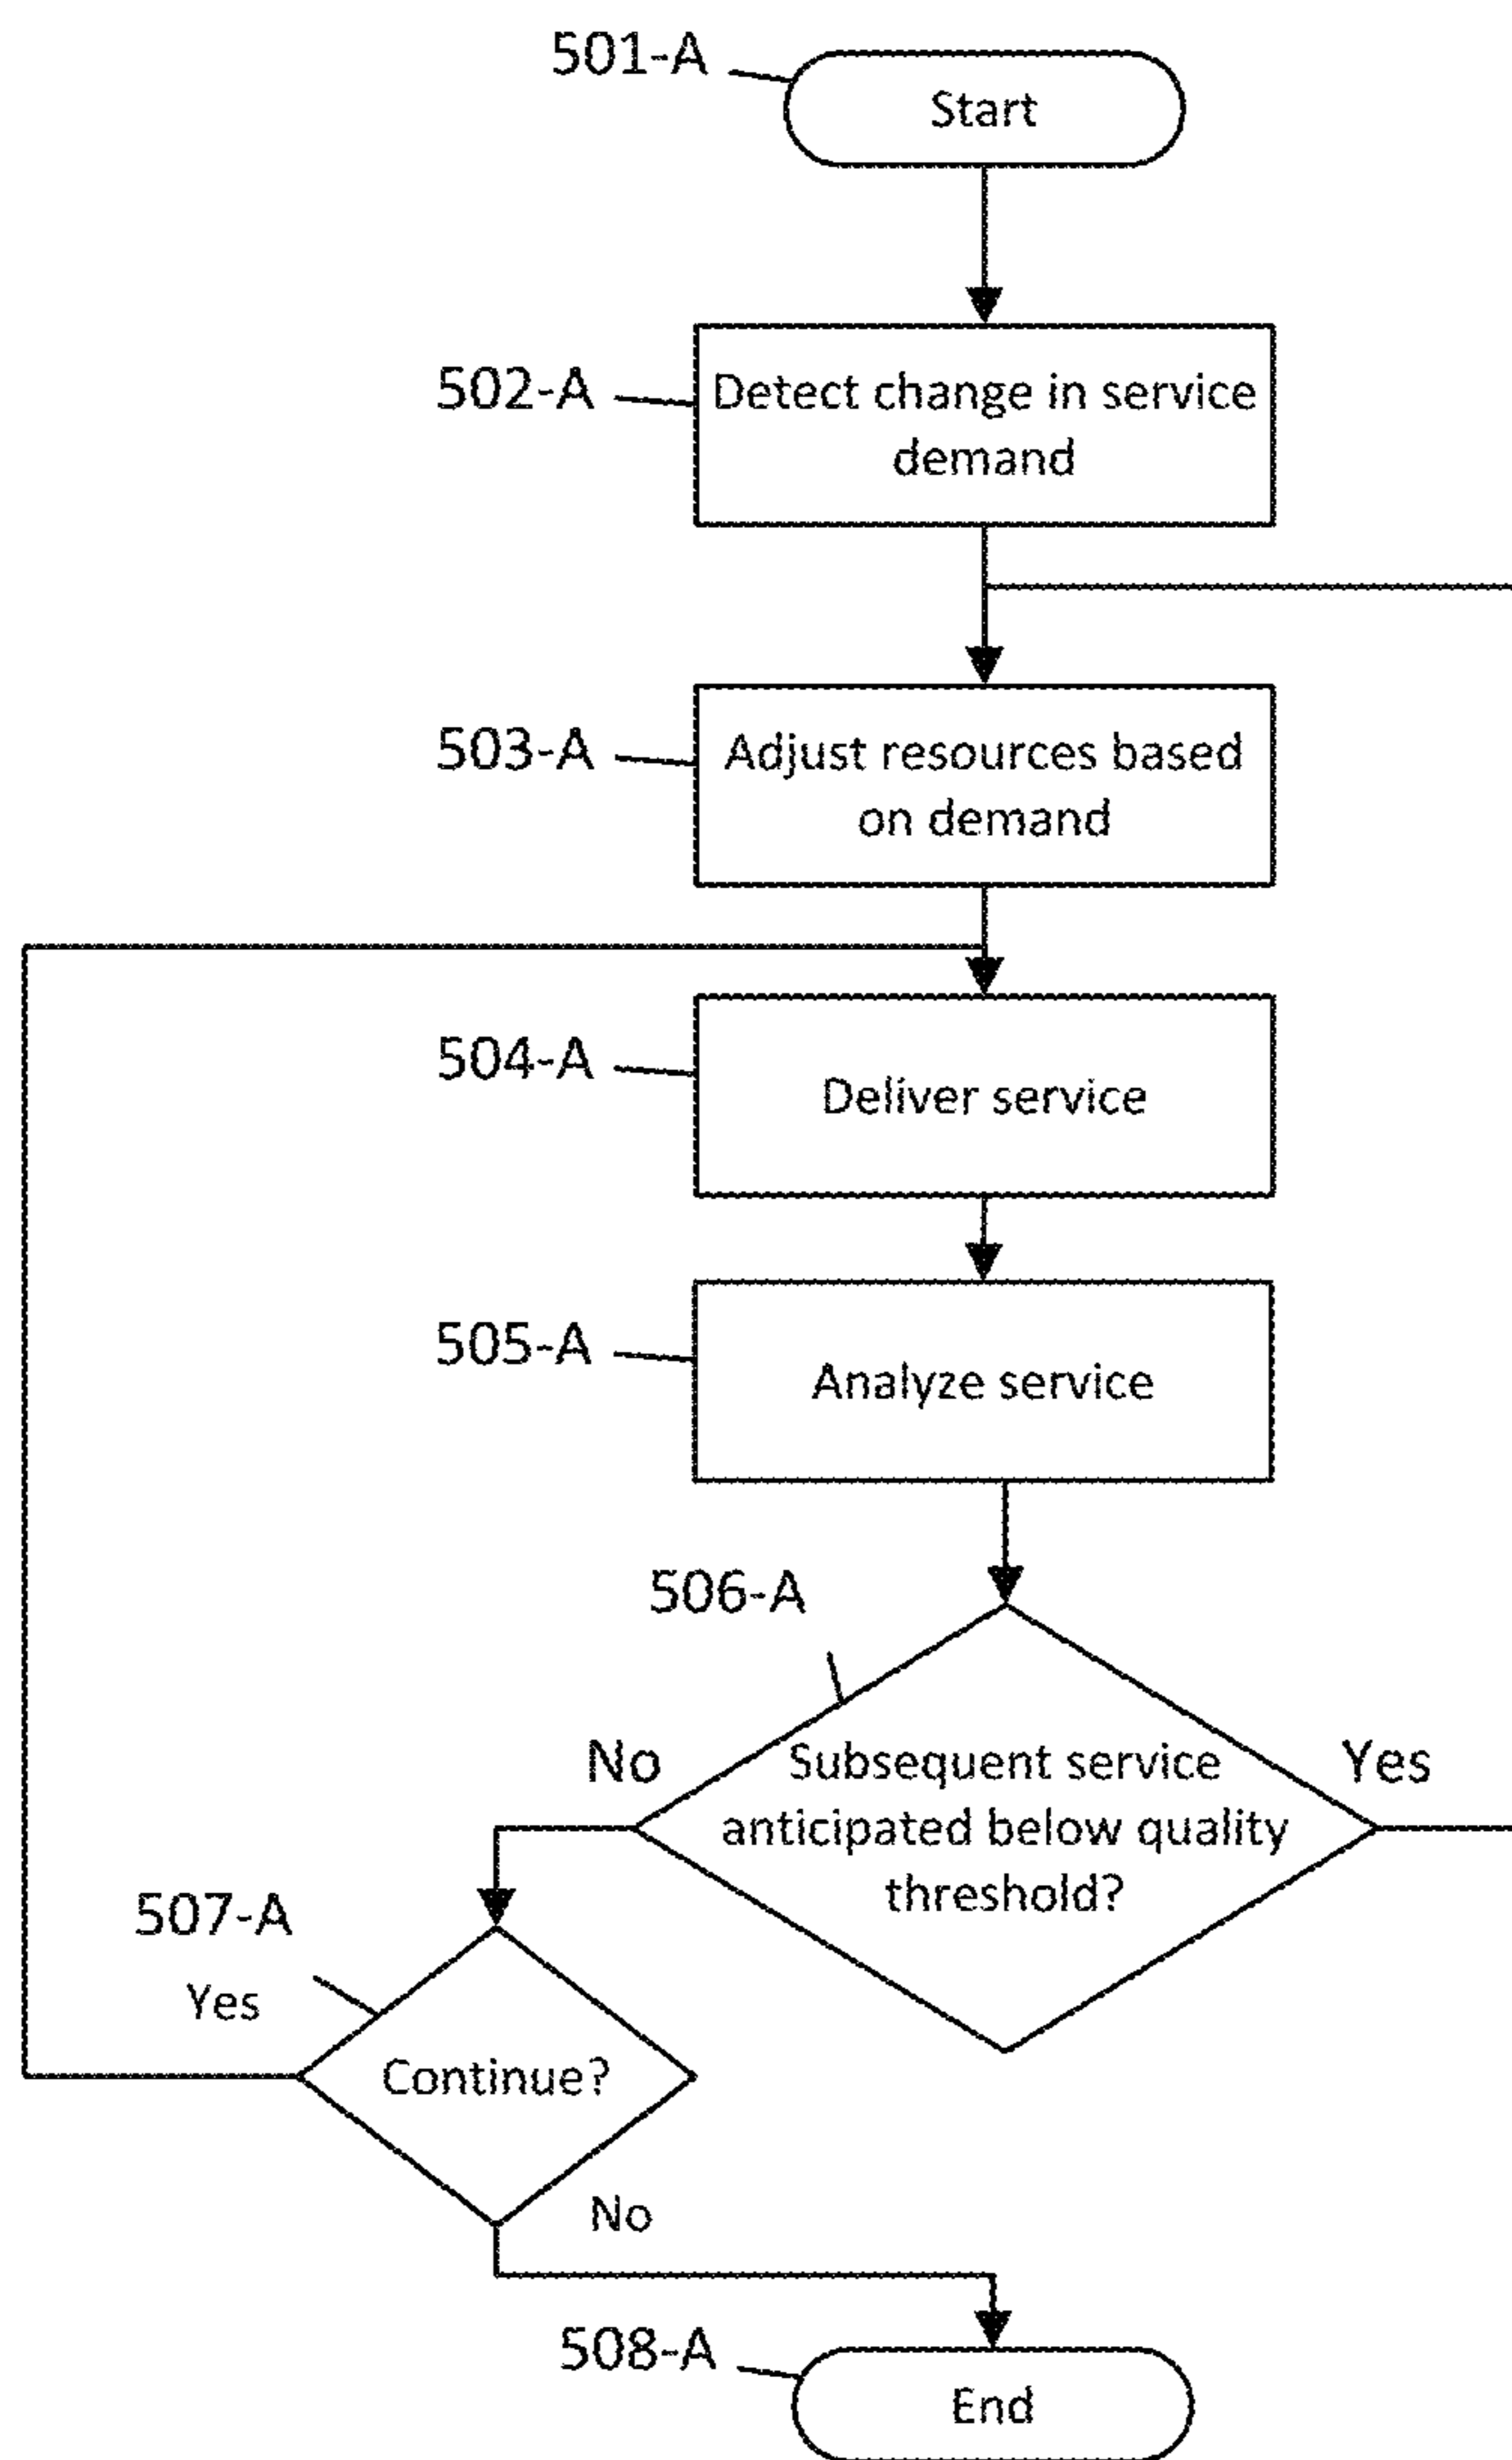 501-A
Start
502-A
Detect change in service
demand
503-A
Adjust resources based
on demand
504-A
Deliver service
505-A
Analyze service
506-A
No
Subsequent service
anticipated below quality
threshold?
Yes
507-A
Yes
Continue?
No
508-A
End